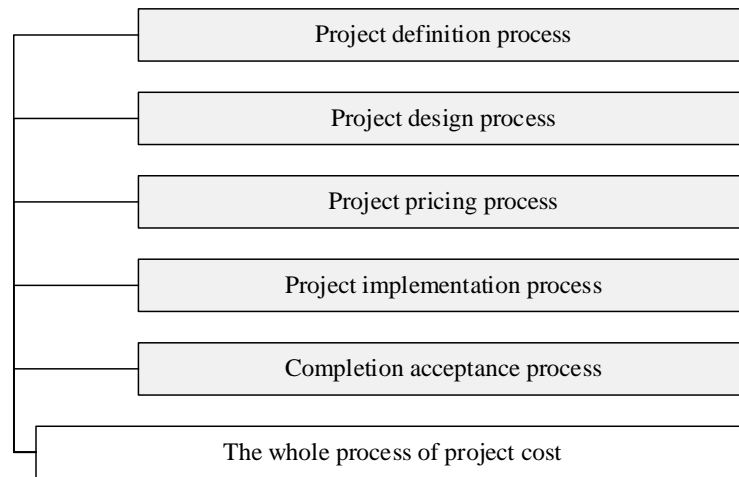 Project definition process
Project design process
Project pricing process
Project implementation process
Completion acceptance process
The whole process of project cost